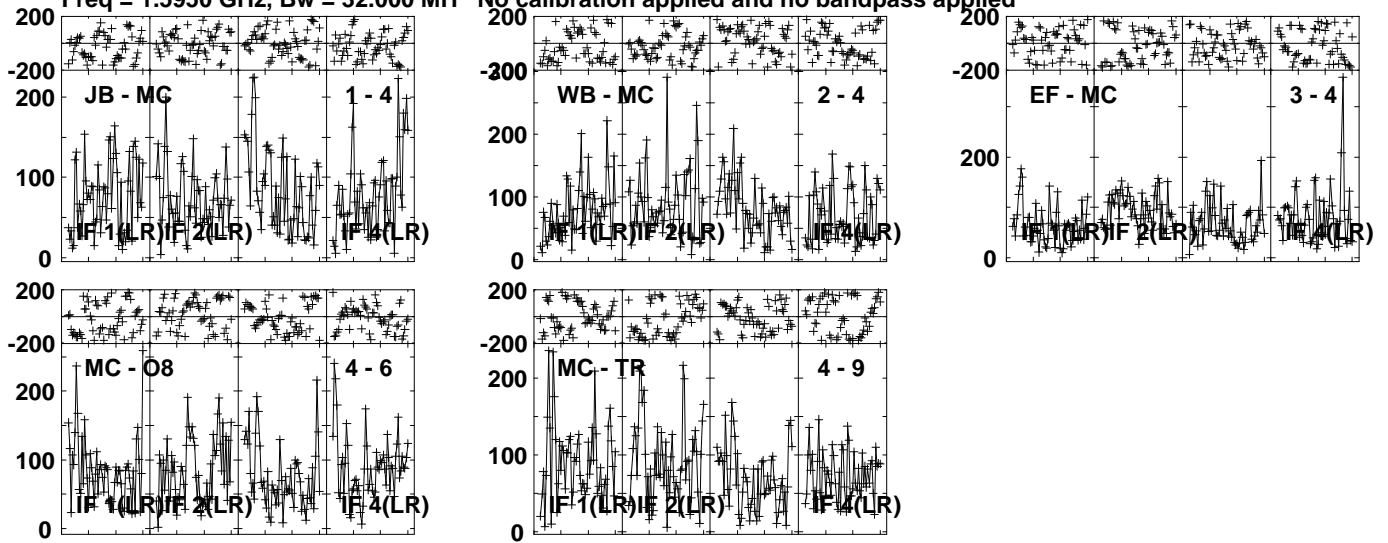 Freq = 1.5950 GHz, Bw = 32.000 MH No calibration applied and no bandpass applied
200
-200
200
100
0
JB - MC 1 - 4
IF 1(LR) IF 2(LR) IF 4(LR)
200
-200
300
200
100
0
WB - MC 2 - 4
IF 1(LR) IF 2(LR) IF 4(LR)
200
-200
200
0
EF - MC 3 - 4
IF 1(LR) IF 2(LR) IF 4(LR)
200
-200
200
100
0
MC - O8 4 - 6
IF 1(LR) IF 2(LR) IF 4(LR)
200
-200
200
100
0
MC - TR 4 - 9
IF 1(LR) IF 2(LR) IF 4(LR)